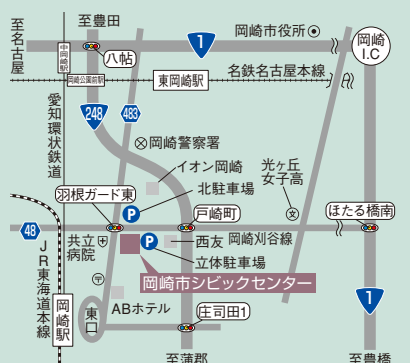 至豊田
至名古屋
1
岡崎市役所
岡崎
I.C
中岡崎駅
八帖
岡崎公園前駅
東岡崎駅
名鉄名古屋本線
愛知環状鉄道
248
483
岡崎警察署
イオン岡崎
光ヶ丘
女子高
北駐車場
羽根ガード東
P
文
戸崎町
ほたる橋南
48
共立
病院
P
西友
岡崎刈谷線
立体駐車場
JR東海道本線
岡崎市シビックセンター
岡崎駅
東口
ABホテル
庄司田1
1
至蒲郡
至豊橋